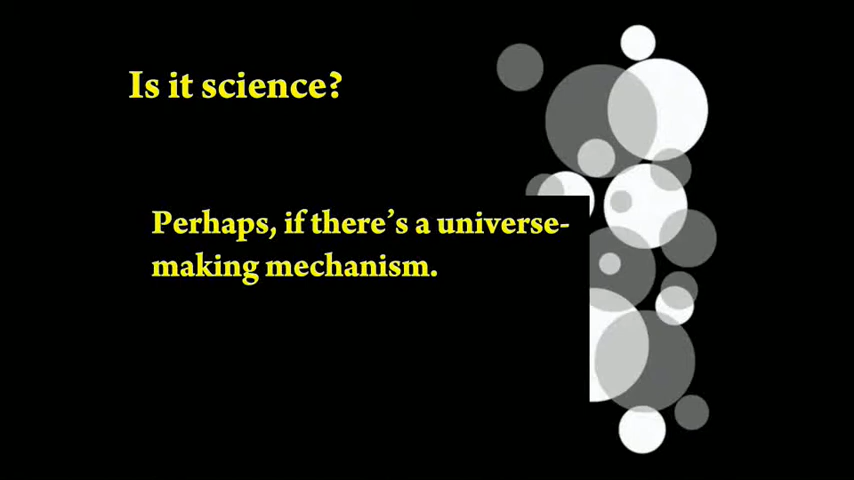 Is it science?
Perhaps, if there’s a universe-
making mechanism.